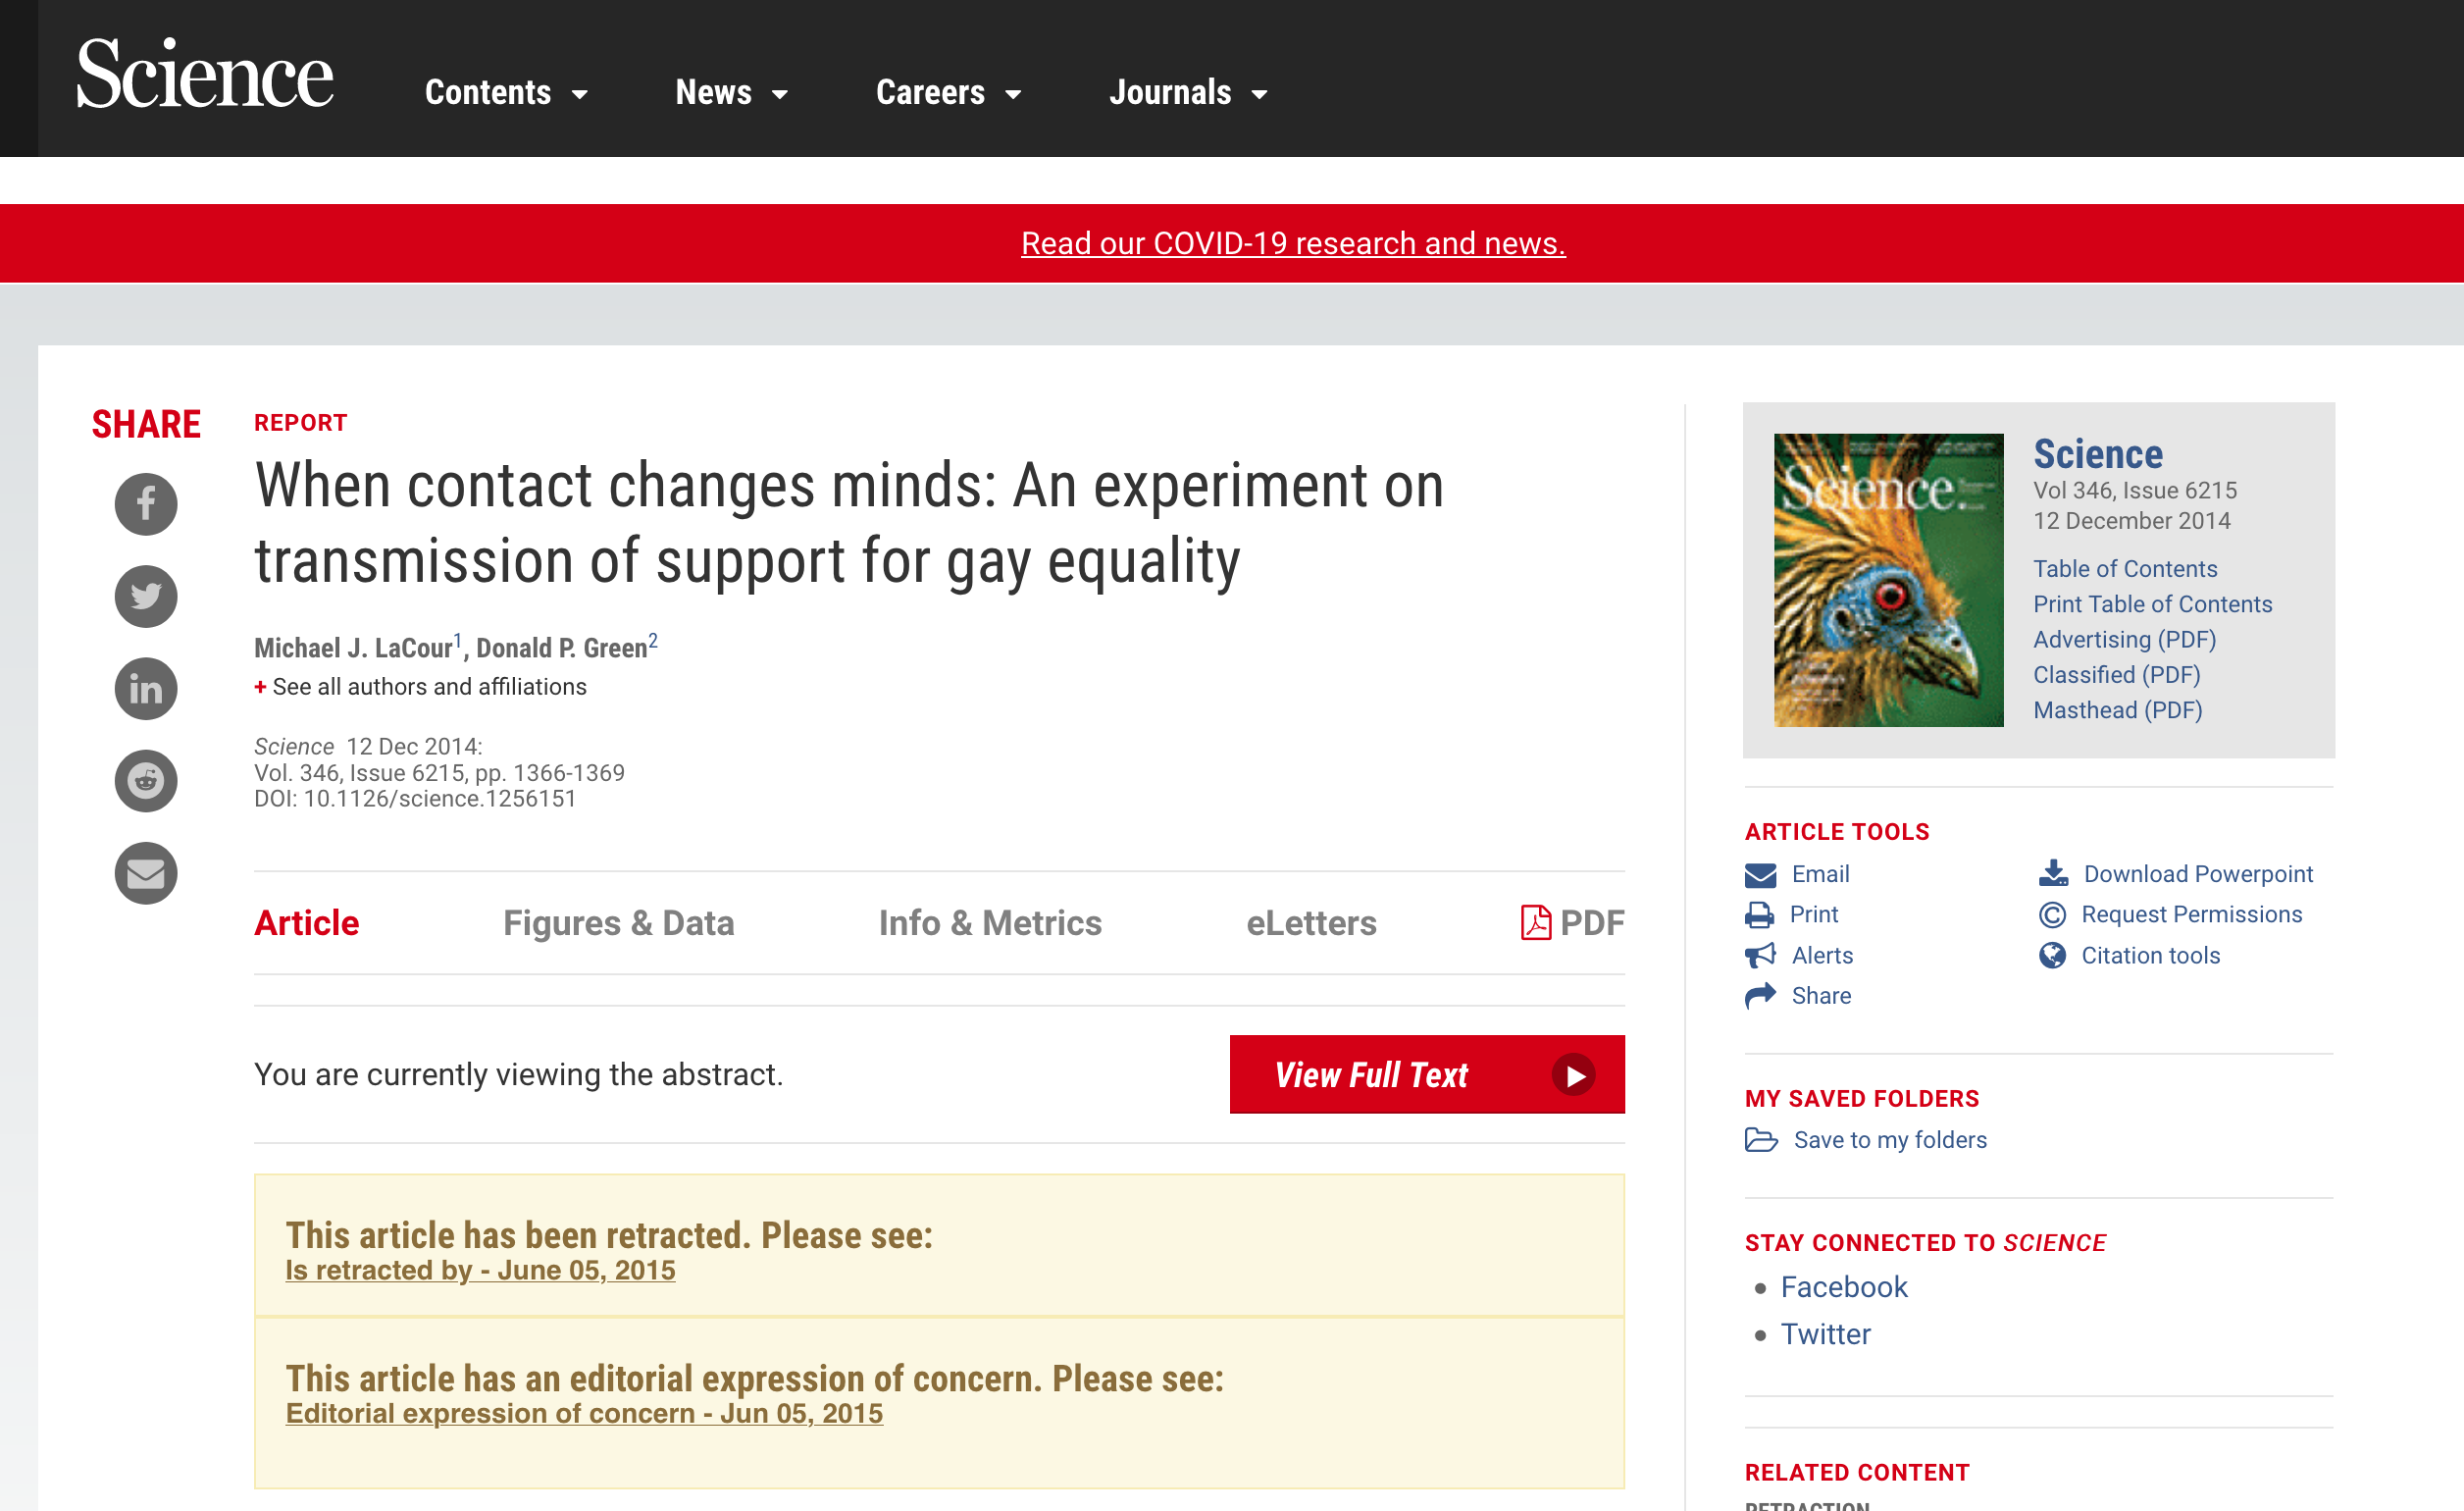 Science
Contents
News
Careers
Journals
Read our COVID-19 research and news.
SHARE
REPORT
When contact changes minds: An experiment on
transmission of support for gay equality
Michael J. LaCour1, Donald P. Green2
+ See all authors and affiliations
Science 12 Dec 2014:
Vol. 346, Issue 6215, pp. 1366-1369
DOI: 10.1126/science.1256151
Article
Figures & Data
Info & Metrics
eLetters
PDF
You are currently viewing the abstract.
View Full Text
This article has been retracted. Please see:
Is retracted by - June 05, 2015
This article has an editorial expression of concern. Please see:
Editorial expression of concern - Jun 05, 2015
Science
Science
Vol 346, Issue 6215
12 December 2014
Table of Contents
Print Table of Contents
Advertising (PDF)
Classified (PDF)
Masthead (PDF)
ARTICLE TOOLS
Email
Download Powerpoint
Print
Request Permissions
Alerts
Citation tools
Share
MY SAVED FOLDERS
Save to my folders
STAY CONNECTED TO SCIENCE
Facebook
Twitter
RELATED CONTENT
RETRACTION